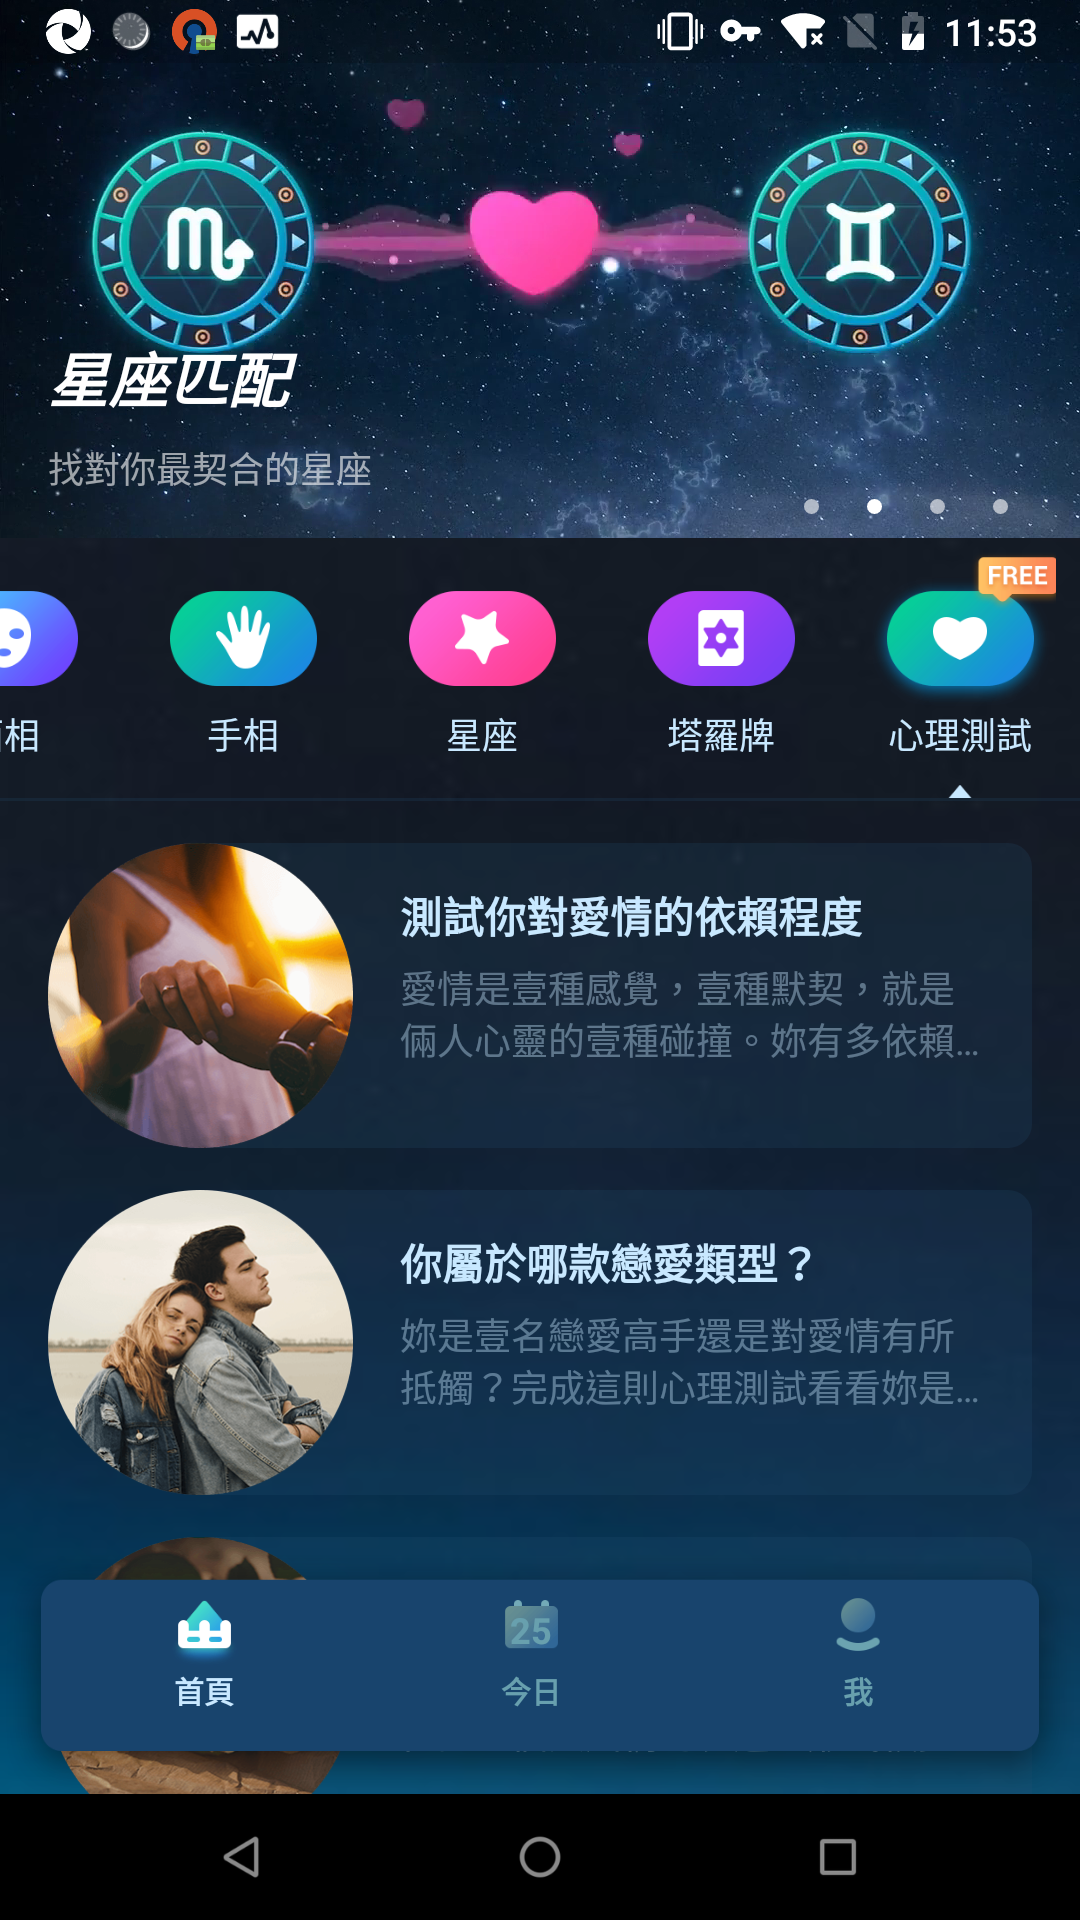 11:53
星座匹配
找對你最契合的星座
FREE
相
手相
星座
塔羅牌
心理測試
測試你對愛情的依賴程度
愛情是壹種感覺，壹種默契，就是
倆人心靈的壹種碰撞。妳有多依賴...
你屬於哪款戀愛類型？
妳是壹名戀愛高手還是對愛情有所
抵觸？完成這則心理測試看看妳是...
25
首頁
今日
我